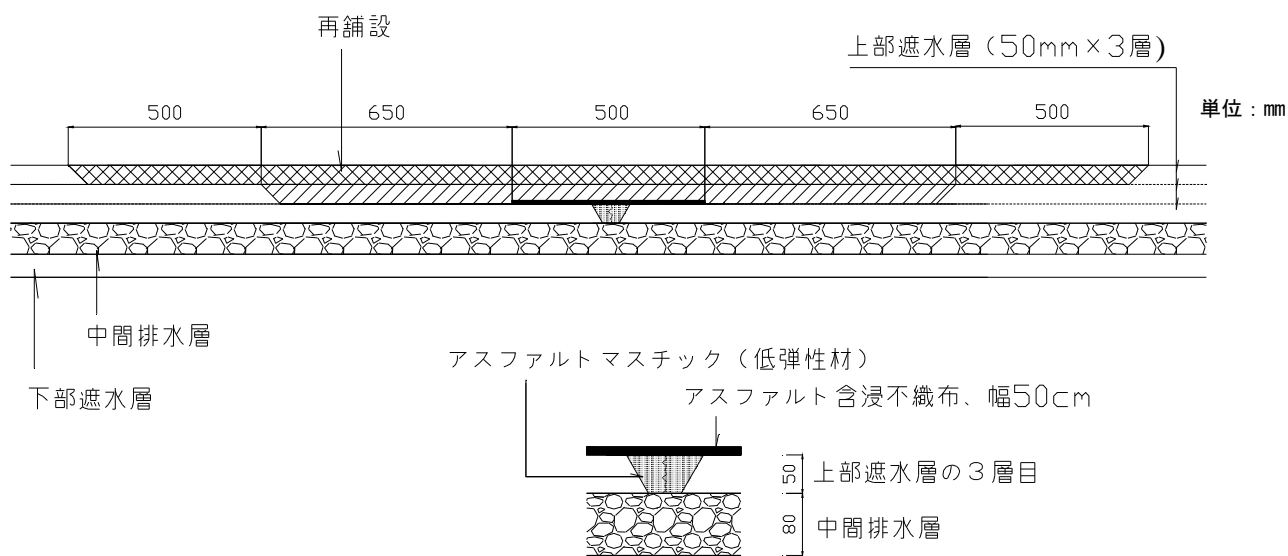 再舗設
上部遮水層（50mm×3層)
単位：mm
500 650 500 650 500
中間排水層
下部遮水層
アスファルトマスチック（低弾性材）
アスファルト含浸不織布、幅50cm
50 上部遮水層の３層目
80 中間排水層